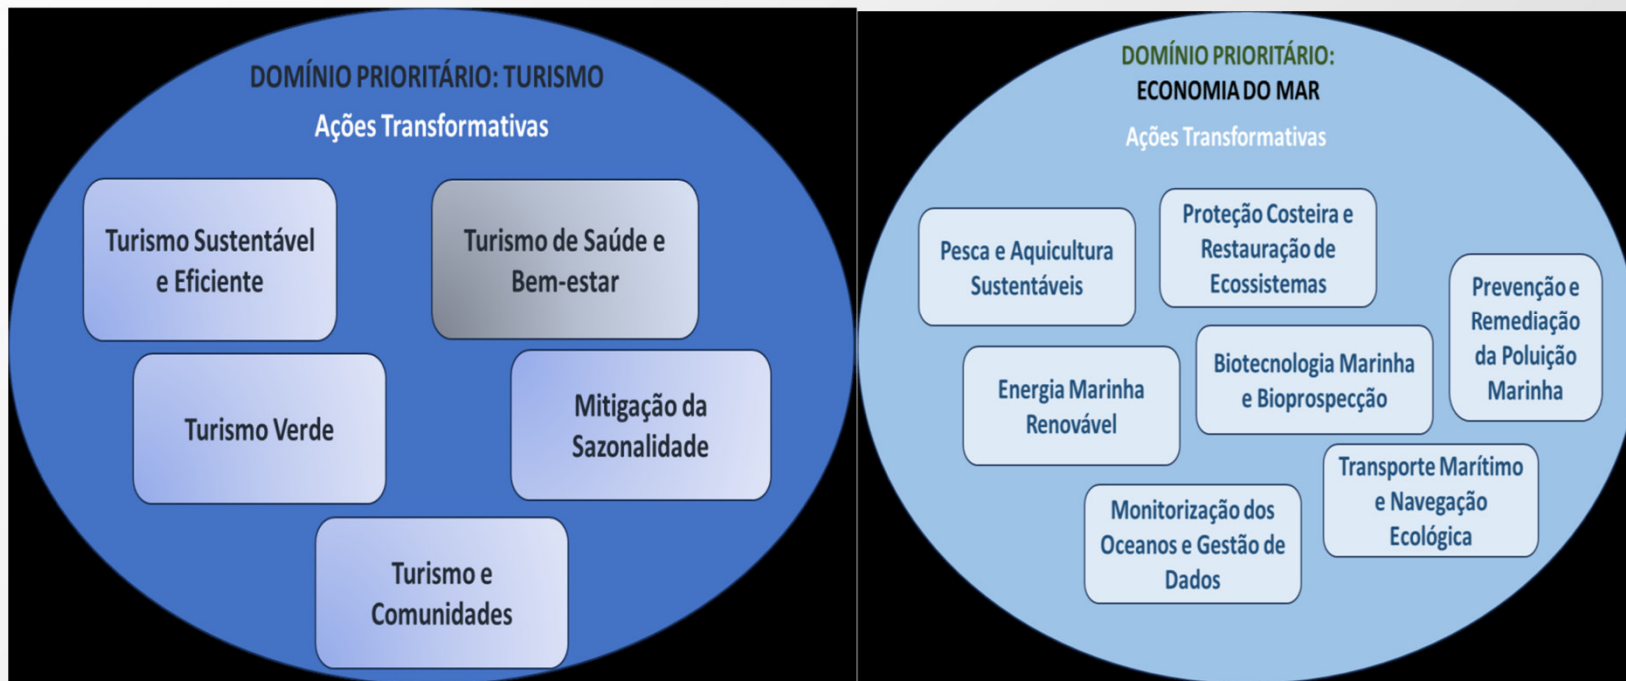 DOMÍNIO PRIORITÁRIO: TURISMO
Ações Transformativas
Turismo Sustentável
e Eficiente
Turismo de Saúde e
Bem-estar
Turismo Verde
Mitigação da
Sazonalidade
Turismo e
Comunidades
DOMÍNIO PRIORITÁRIO:
ECONOMIA DO MAR
Ações Transformativas
Pesca e Aquicultura
Sustentáveis
Proteção Costeira e
Restauração de
Ecossistemas
Prevenção e
Remediação
da Poluição
Marinha
Energia Marinha
Renovável
Biotecnologia Marinha
e Bioprospecção
Monitorização dos
Oceanos e Gestão de
Dados
Transporte Marítimo
e Navegação
Ecológica